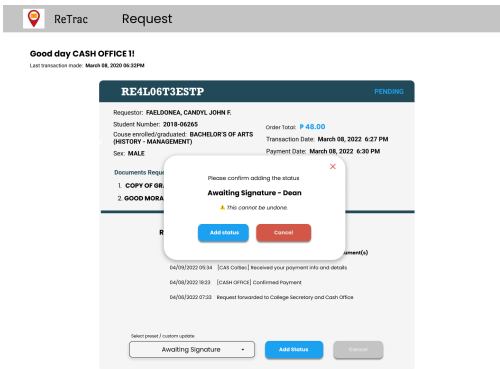 ReTrac
Request
Good day CASH OFFICE 1!
Last transaction made: March 08, 2020 06:32PM
RE4L06T3ESTP
PENDING
Requestor: FAELDONEA, CANDYL JOHN F.
Student Number: 2018-06265
Couse enrolled/graduated: BACHELOR'S OF ARTS
(HISTORY - MANAGEMENT)
Sex: MALE
Order Total: ₱ 48.00
Transaction Date: March 08, 2022 6:27 PM
Payment Date: March 08, 2022 6:30 PM
Documents Reque
1. COPY OF GR
2. GOOD MORA
Please confirm adding the status
Awaiting Signature - Dean
⚠ This cannot be undone.
Add status
Cancel
R
ument(s)
04/09/2022 05:34 [CAS Coltec] Received your payment info and details
04/08/2022 19:23 [CASH OFFICE] Confirmed Payment
04/06/2022 07:33 Request forwarded to College Secretary and Cash Office
Select preset / custom update
Awaiting Signature
Add Status
Cancel